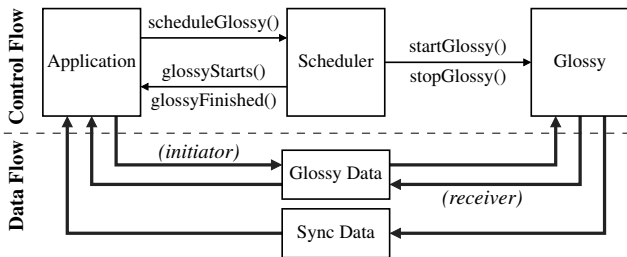 Control Flow
Application
scheduleGlossy()
glossyStarts()
glossyFinished()
Scheduler
startGlossy()
stopGlossy()
Glossy
Data Flow
(initiator)
Glossy Data
(receiver)
Sync Data